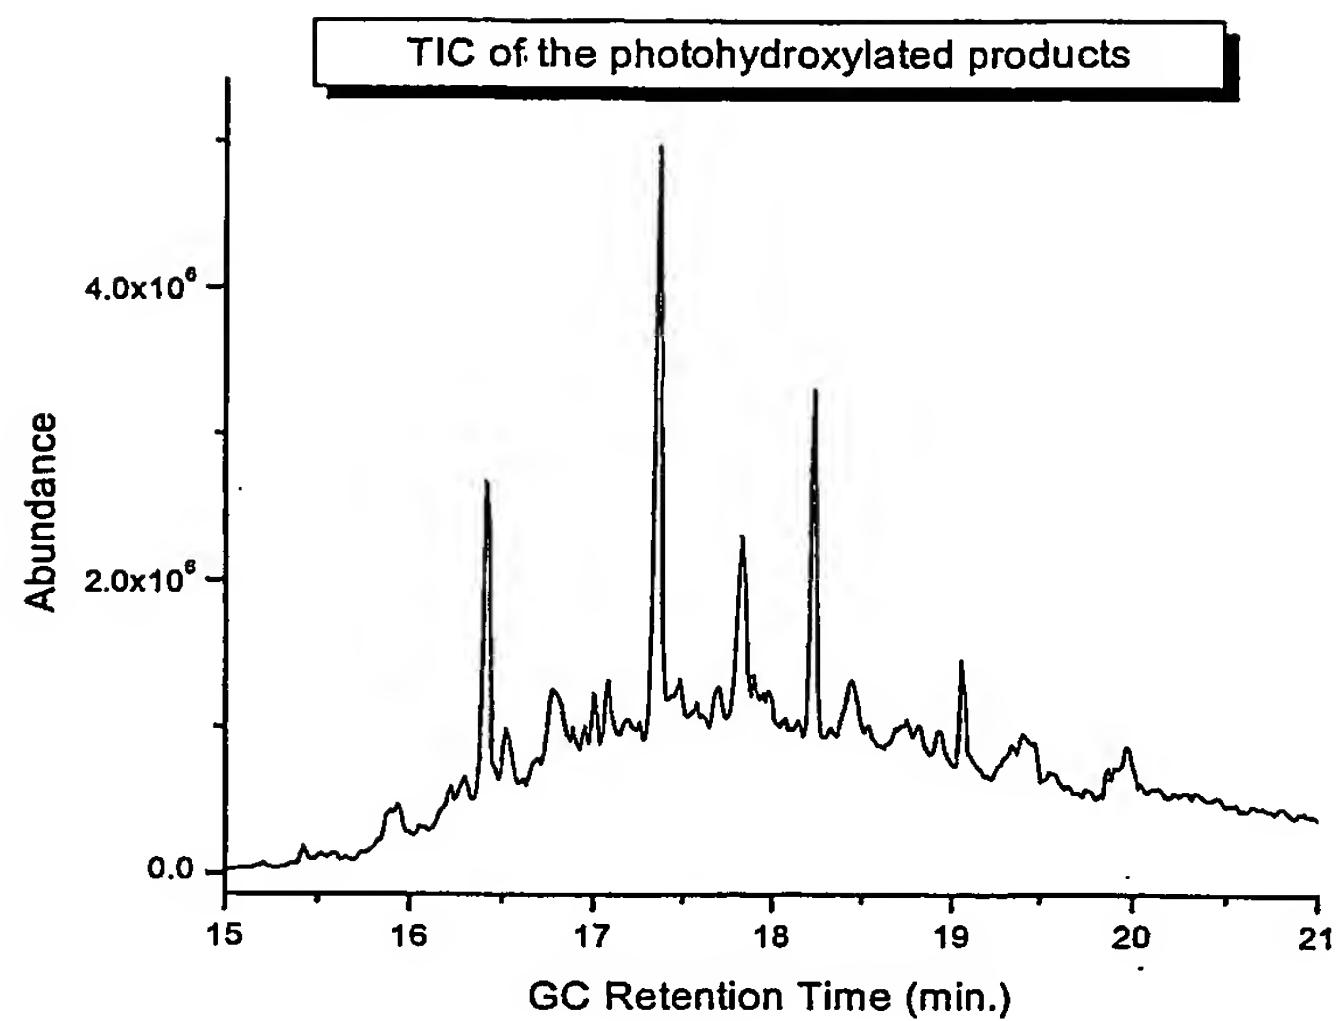 TIC of the photohydroxylated products
4.0x10⁶
2.0x10⁶
0.0
Abundance
15 16 17 18 19 20 21
GC Retention Time (min.)